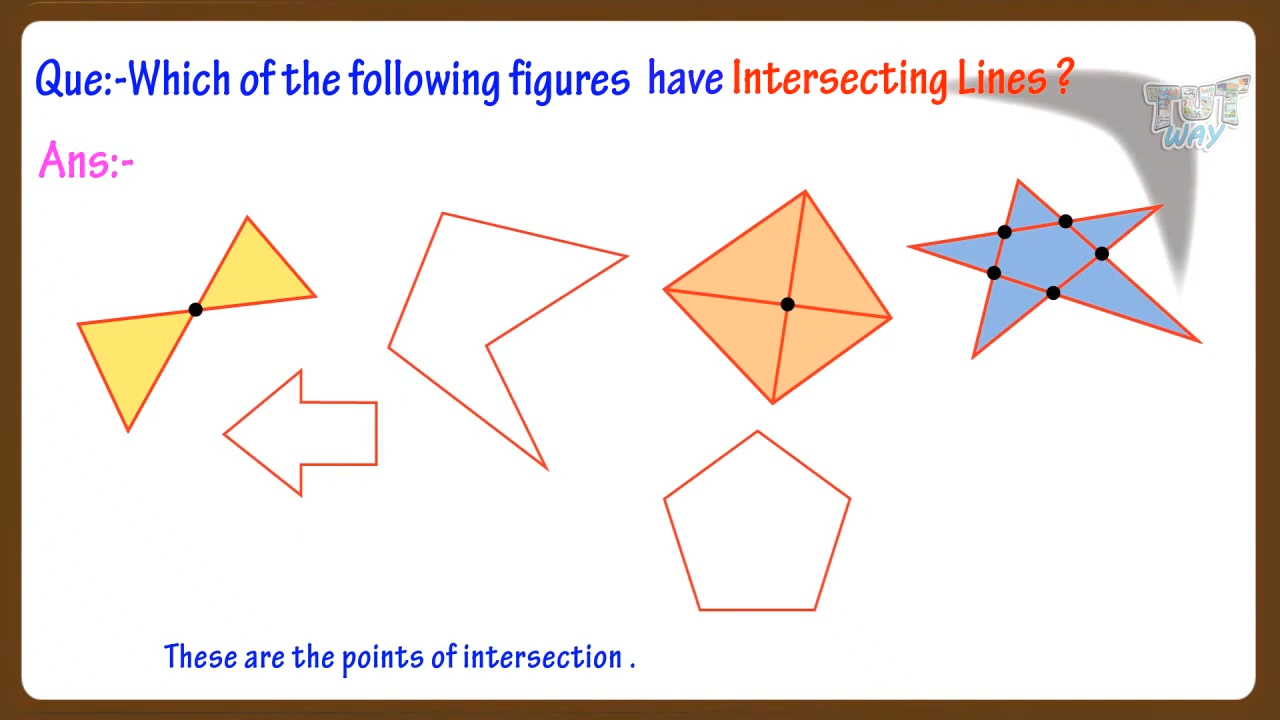 Que:-Which of the following figures have Intersecting Lines ?
TUT
WAY
Ans:-
These are the points of intersection .